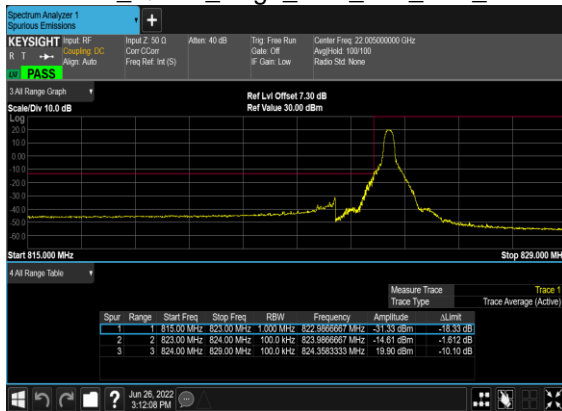 Spectrum Analyzer 1
Spurious Emissions
KEYSIGHT Input: RF
R T Coupling: DC
Align: Auto
Input Z: 50 Ω
Corr CCorr
Freq Ref: Int (S)
Atten: 40 dB
Trig: Free Run
Gate: Off
IF Gain: Low
Center Freq: 22.005000000 GHz
Avg|Hold: 100/100
Radio Std: None
PASS
3 All Range Graph
Scale/Div 10.0 dB
Ref Lvl Offset 7.30 dB
Ref Value 30.00 dBm
Log
20.0
10.0
0.00
-10.0
-20.0
-30.0
-40.0
-50.0
-60.0
Start 815.000 MHz
Stop 829.000 MHz
4 All Range Table
Measure Trace Trace 1
Trace Type Trace Average (Active)
Spur Range Start Freq Stop Freq RBW Frequency Amplitude ΔLimit
1 1 815.00 MHz 823.00 MHz 1.000 MHz 822.9866667 MHz -31.33 dBm -18.33 dB
2 2 823.00 MHz 824.00 MHz 100.0 kHz 823.9866667 MHz -14.61 dBm -1.612 dB
3 3 824.00 MHz 829.00 MHz 100.0 kHz 824.3583333 MHz 19.90 dBm -10.10 dB
?
Jun 26, 2022
3:12:08 PM